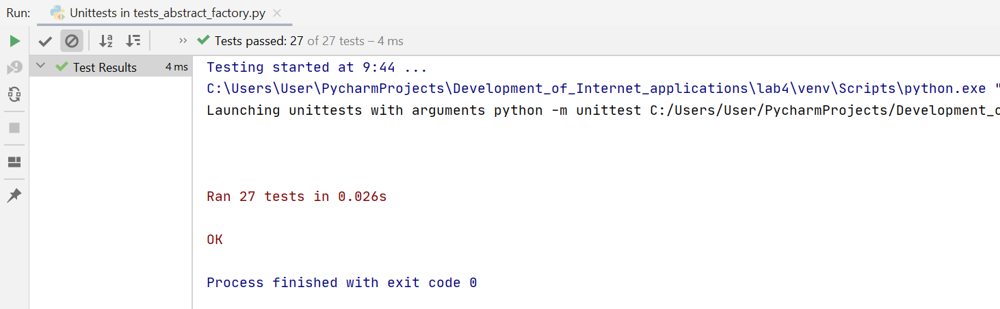 Run: Unittests in tests_abstract_factory.py
Tests passed: 27 of 27 tests – 4 ms
Test Results 4 ms
Testing started at 9:44 ...
C:\Users\User\PycharmProjects\Development_of_Internet_applications\lab4\venv\Scripts\python.exe "
Launching unittests with arguments python -m unittest C:/Users/User/PycharmProjects/Development_o
Ran 27 tests in 0.026s
OK
Process finished with exit code 0